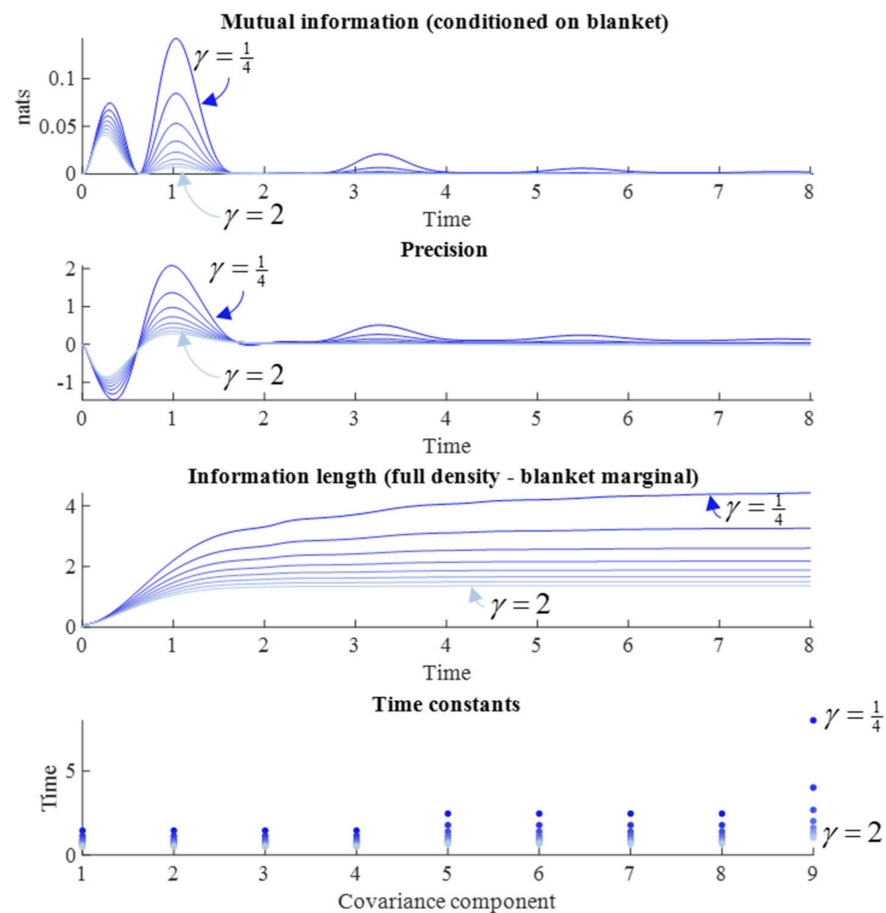 Mutual information (conditioned on blanket)
γ = 1/4
nats
0.1
0.05
0
0 1 2 3 4 5 6 7 8
γ = 2
Time
Precision
γ = 1/4
2
1
0
-1
γ = 2
0 1 2 3 4 5 6 7 8
Time
Information length (full density - blanket marginal)
4
γ = 1/4
2
γ = 2
0
0 1 2 3 4 5 6 7 8
Time
Time constants
γ = 1/4
Time
5
γ = 2
0
1 2 3 4 5 6 7 8 9
Covariance component